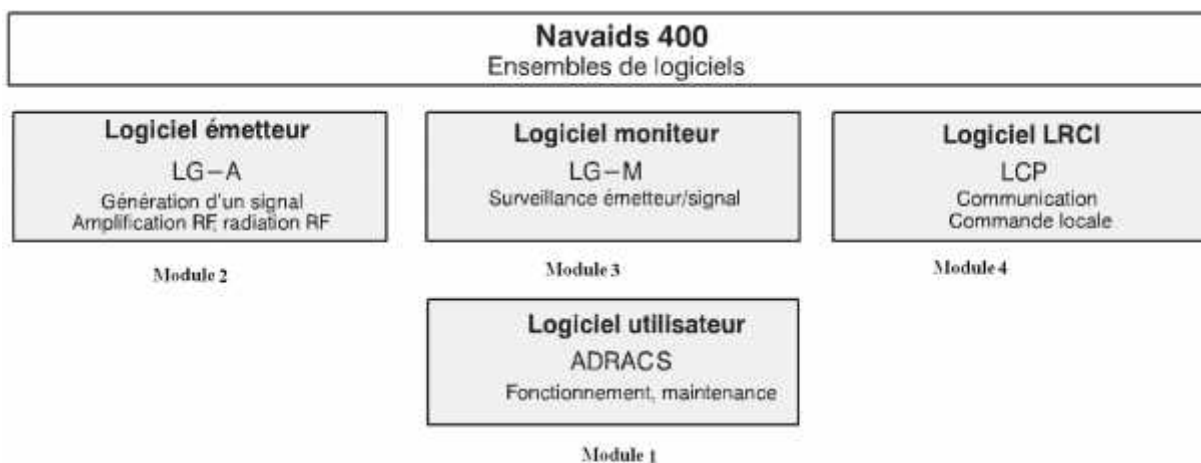 Navaids 400
Ensembles de logiciels
Logiciel émetteur
LG-A
Génération d'un signal
Amplification RF, radiation RF
Module 2
Logiciel moniteur
LG-M
Surveillance émetteur/signal
Module 3
Logiciel LRCI
LCP
Communication
Commande locale
Module 4
Logiciel utilisateur
ADRACS
Fonctionnement, maintenance
Module 1